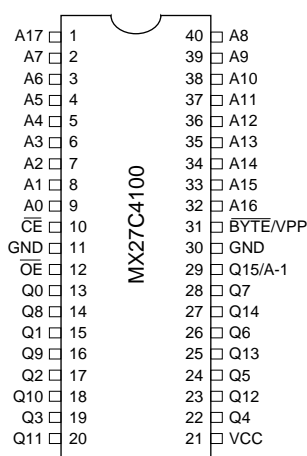 A17 1 40 A8
A7 2 39 A9
A6 3 38 A10
A5 4 37 A11
A4 5 36 A12
A3 6 35 A13
A2 7 34 A14
A1 8 33 A15
A0 9 32 A16
C̅E̅ 10 31 B̅Y̅T̅E̅/VPP
GND 11 30 GND
O̅E̅ 12 29 Q15/A-1
Q0 13 28 Q7
Q8 14 27 Q14
Q1 15 26 Q6
Q9 16 25 Q13
Q2 17 24 Q5
Q10 18 23 Q12
Q3 19 22 Q4
Q11 20 21 VCC
MX27C4100